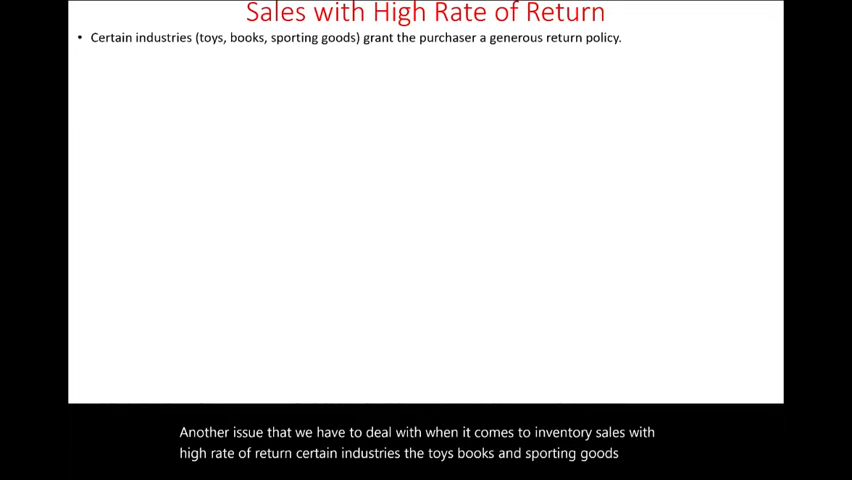 Sales with High Rate of Return
• Certain industries (toys, books, sporting goods) grant the purchaser a generous return policy.
Another issue that we have to deal with when it comes to inventory sales with
high rate of return certain industries the toys books and sporting goods